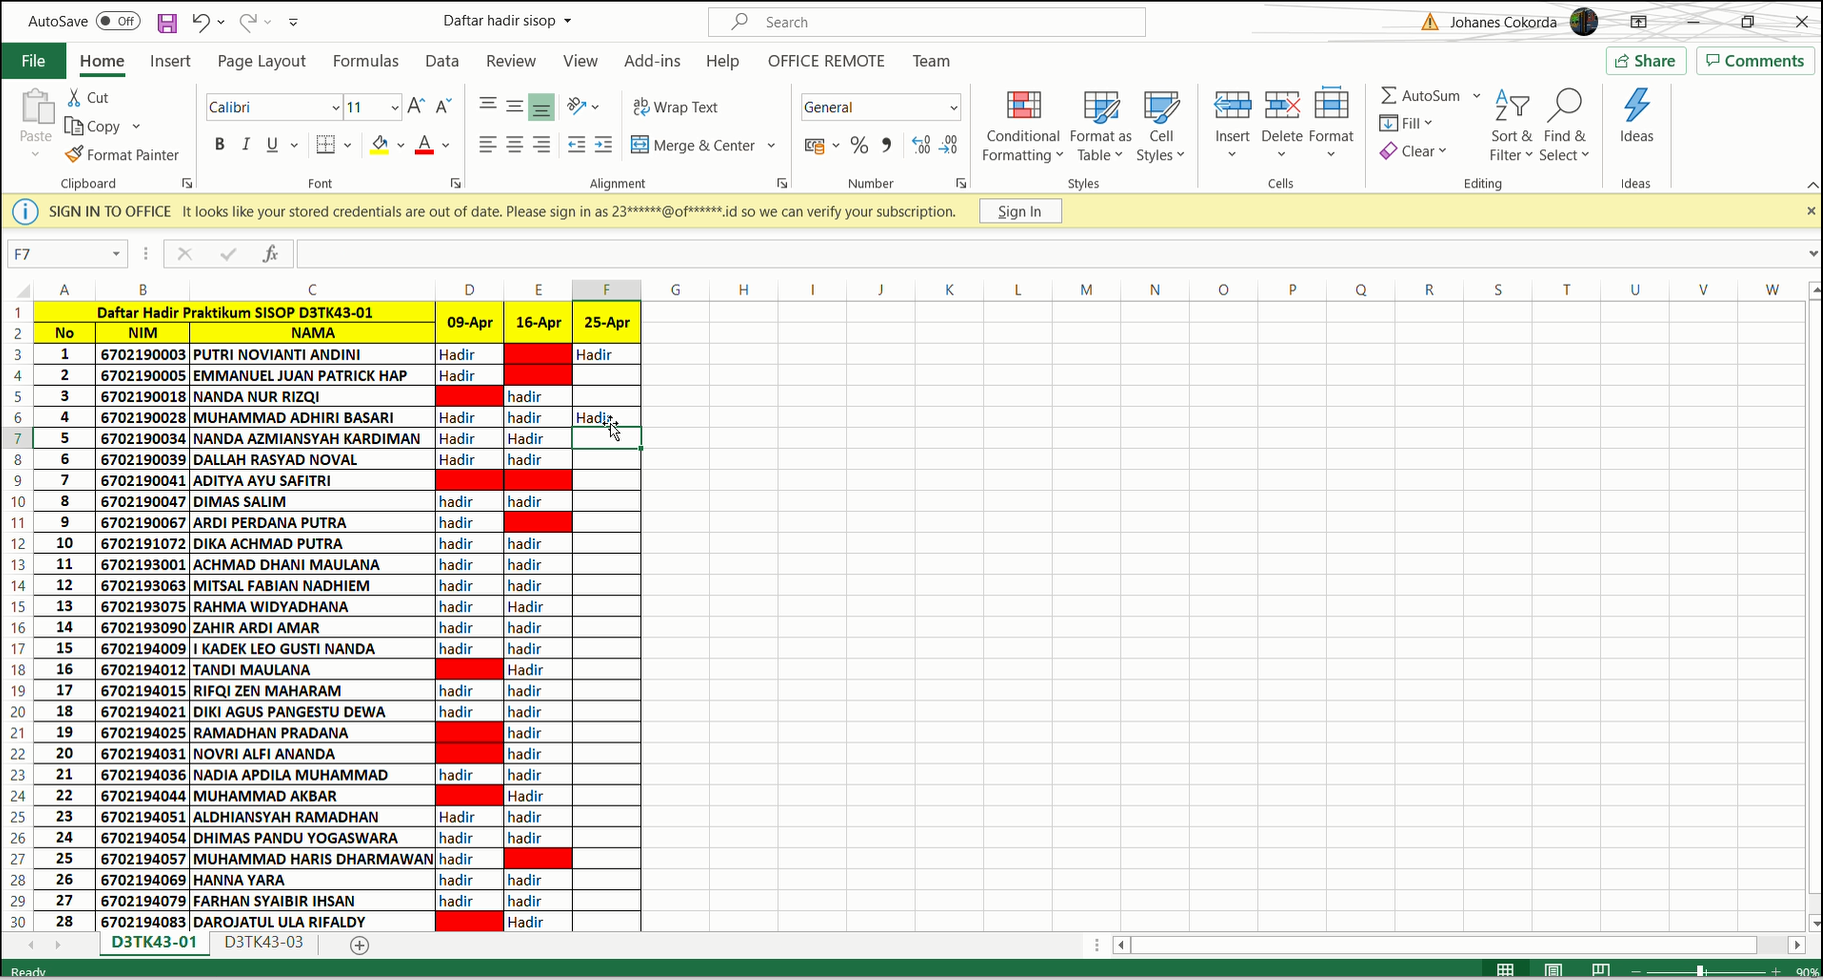 AutoSave Off Daftar hadir sisop Search Johanes Cokorda
File Home Insert Page Layout Formulas Data Review View Add-ins Help OFFICE REMOTE Team Share Comments
Paste Cut Copy Format Painter Clipboard
Calibri 11 B I U A Font
Wrap Text Merge & Center Alignment
General % Number
Conditional Formatting Format as Table Cell Styles Styles
Insert Delete Format Cells
AutoSum Fill Clear Sort & Filter Find & Select Editing
Ideas Ideas
SIGN IN TO OFFICE It looks like your stored credentials are out of date. Please sign in as 23******@of******.id so we can verify your subscription. Sign In
F7 fx
A B C D E F G H I J K L M N O P Q R S T U V W
1 Daftar Hadir Praktikum SISOP D3TK43-01 09-Apr 16-Apr 25-Apr
2 No NIM NAMA
3 1 6702190003 PUTRI NOVIANTI ANDINI Hadir Hadir
4 2 6702190005 EMMANUEL JUAN PATRICK HAP Hadir
5 3 6702190018 NANDA NUR RIZQI hadir
6 4 6702190028 MUHAMMAD ADHIRI BASARI Hadir hadir Hadir
7 5 6702190034 NANDA AZMIANSYAH KARDIMAN Hadir Hadir
8 6 6702190039 DALLAH RASYAD NOVAL Hadir hadir
9 7 6702190041 ADITYA AYU SAFITRI
10 8 6702190047 DIMAS SALIM hadir hadir
11 9 6702190067 ARDI PERDANA PUTRA hadir
12 10 6702191072 DIKA ACHMAD PUTRA hadir hadir
13 11 6702193001 ACHMAD DHANI MAULANA hadir hadir
14 12 6702193063 MITSAL FABIAN NADHIEM hadir hadir
15 13 6702193075 RAHMA WIDYADHANA hadir Hadir
16 14 6702193090 ZAHIR ARDI AMAR hadir hadir
17 15 6702194009 I KADEK LEO GUSTI NANDA hadir hadir
18 16 6702194012 TANDI MAULANA Hadir
19 17 6702194015 RIFQI ZEN MAHARAM hadir hadir
20 18 6702194021 DIKI AGUS PANGESTU DEWA hadir hadir
21 19 6702194025 RAMADHAN PRADANA hadir
22 20 6702194031 NOVRI ALFI ANANDA hadir
23 21 6702194036 NADIA APDILA MUHAMMAD hadir hadir
24 22 6702194044 MUHAMMAD AKBAR Hadir
25 23 6702194051 ALDHIANSYAH RAMADHAN Hadir hadir
26 24 6702194054 DHIMAS PANDU YOGASWARA hadir hadir
27 25 6702194057 MUHAMMAD HARIS DHARMAWAN hadir
28 26 6702194069 HANNA YARA hadir hadir
29 27 6702194079 FARHAN SYAIBIR IHSAN hadir hadir
30 28 6702194083 DAROJATUL ULA RIFALDY Hadir
D3TK43-01 D3TK43-03
Ready 90%